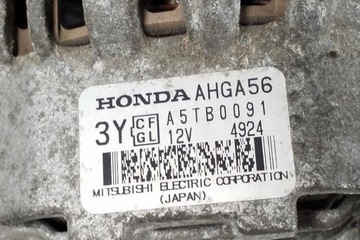 HONDA AHGA56
3Y CF GL A5TB0091
12V 4924
MITSUBISHI ELECTRIC CORPORATION
(JAPAN)